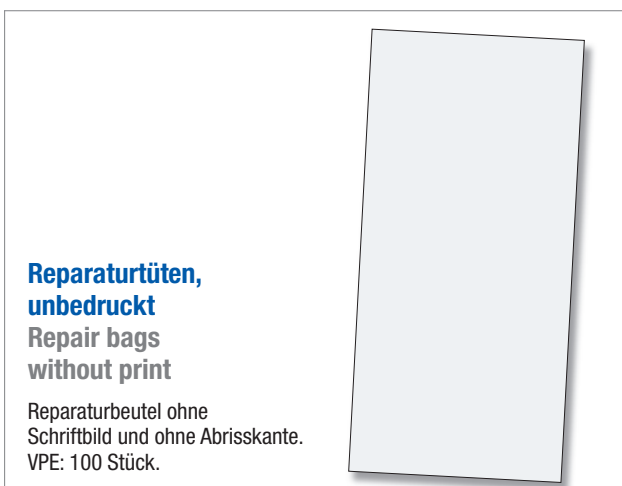 Reparaturtüten,
unbedruckt
Repair bags
without print
Reparaturbeutel ohne
Schriftbild und ohne Abrisskante.
VPE: 100 Stück.